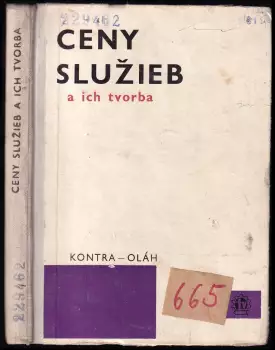 229462
CENY
SLUŽIEB
a ich tvorba
KONTRA – OLÁH
665
CENY SLUŽIEB A ICH TVORBA
229462